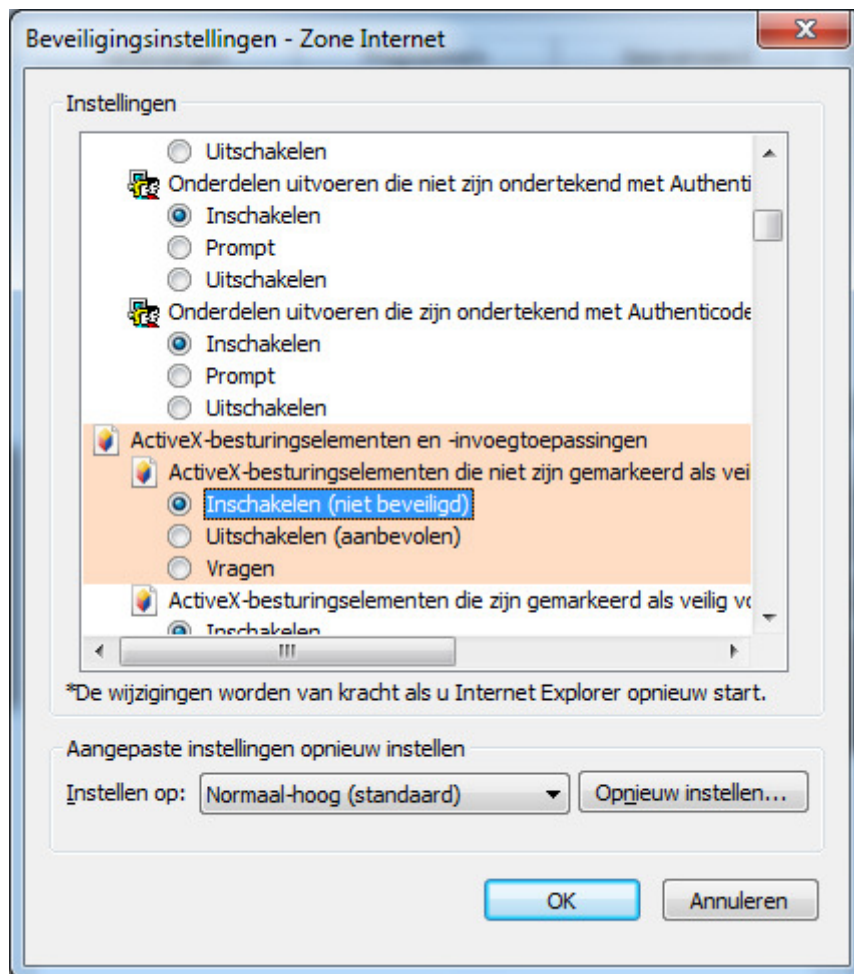 Beveiligingsinstellingen - Zone Internet
Instellingen
Uitschakelen
Onderdelen uitvoeren die niet zijn ondertekend met Authenti
Inschakelen
Prompt
Uitschakelen
Onderdelen uitvoeren die zijn ondertekend met Authenticode
Inschakelen
Prompt
Uitschakelen
ActiveX-besturingselementen en -invoegtoepassingen
ActiveX-besturingselementen die niet zijn gemarkeerd als vei
Inschakelen (niet beveiligd)
Uitschakelen (aanbevolen)
Vragen
ActiveX-besturingselementen die zijn gemarkeerd als veilig vo
Inschakelen
*De wijzigingen worden van kracht als u Internet Explorer opnieuw start.
Aangepaste instellingen opnieuw instellen
Instellen op: Normaal-hoog (standaard) Opnieuw instellen...
OK Annuleren